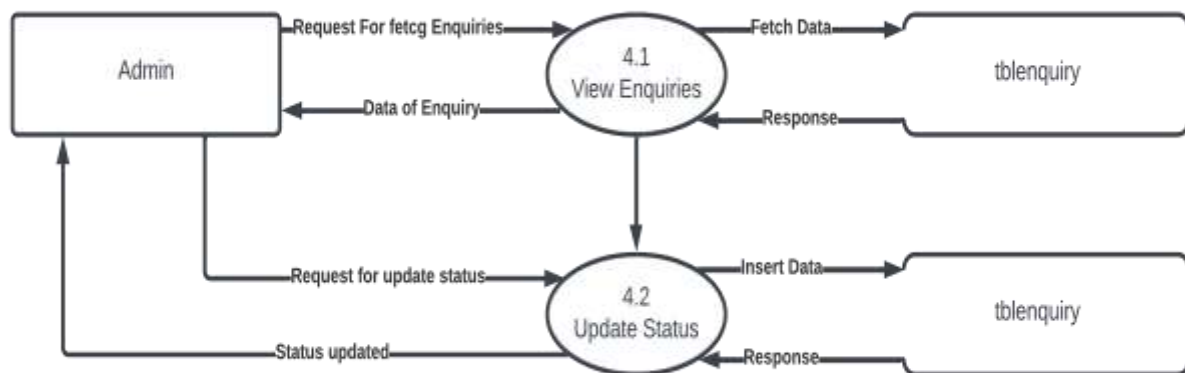 Request For fetcg Enquiries
Fetch Data
Admin
4.1
View Enquiries
tblenquiry
Data of Enquiry
Response
Request for update status
Insert Data
4.2
Update Status
tblenquiry
Status updated
Response